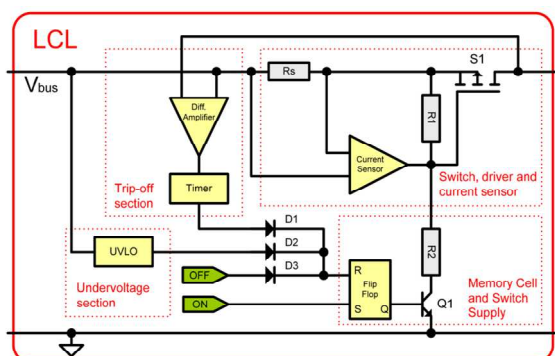 LCL
S1
Vbus
Rs
Diff.
Amplifier
R1
Current
Sensor
Switch, driver and
current sensor
Trip-off
section
Timer
D1
D2
D3
UVLO
Undervoltage
section
OFF
ON
R
Flip
Flop
S
Q
R2
Q1
Memory Cell
and Switch
Supply